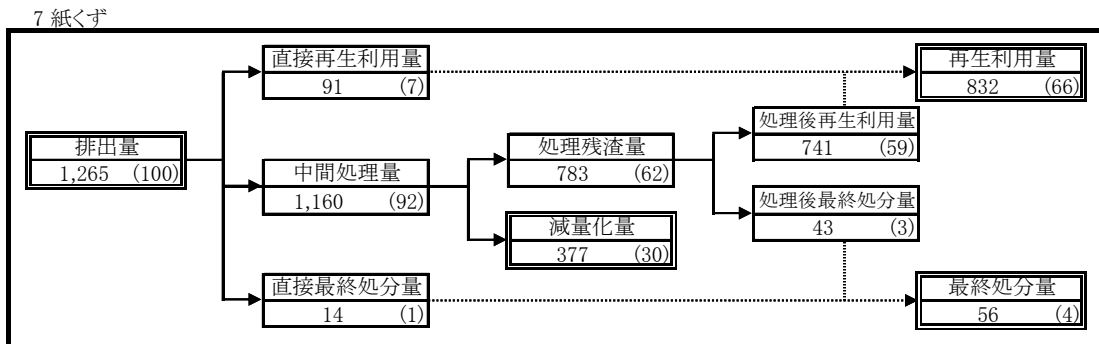 7 紙くず
直接再生利用量
91 (7)
再生利用量
832 (66)
処理後再生利用量
741 (59)
排出量
1,265 (100)
処理残渣量
783 (62)
中間処理量
1,160 (92)
処理後最終処分量
43 (3)
減量化量
377 (30)
直接最終処分量
14 (1)
最終処分量
56 (4)